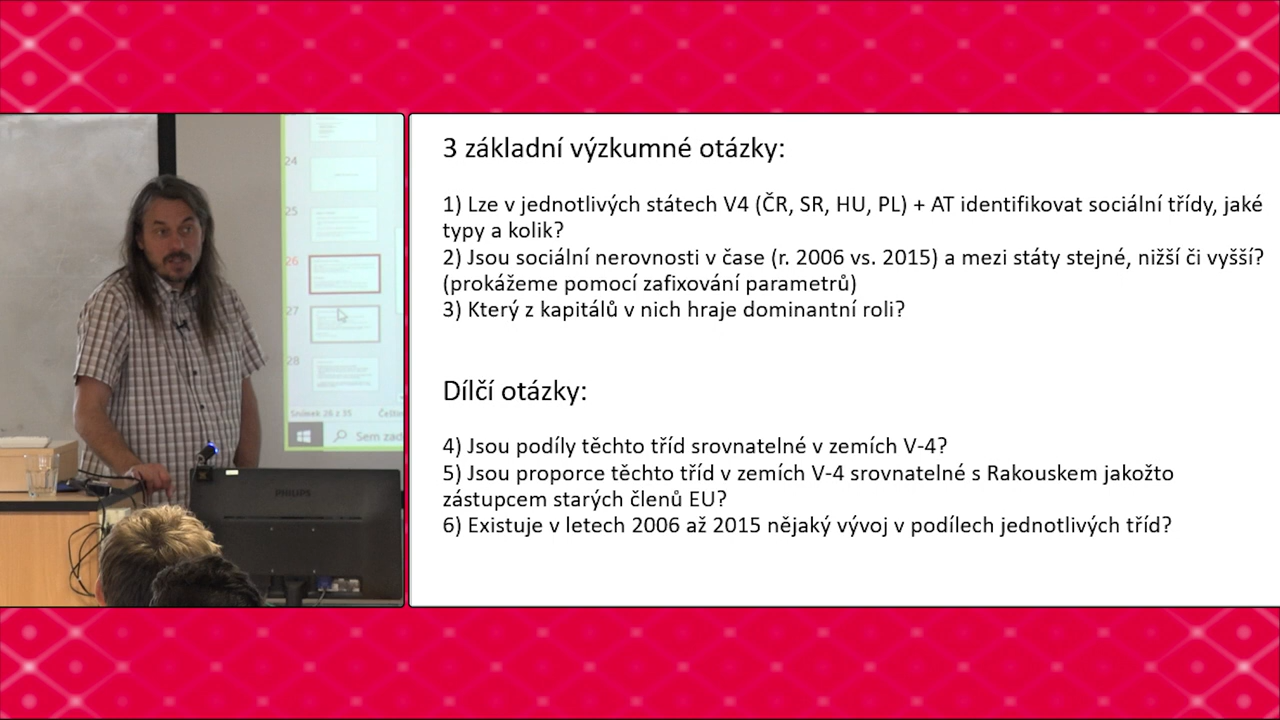 24
25
26
27
28
Snímek 26 z 35
Sem zad
PHILIPS
3 základní výzkumné otázky:
1) Lze v jednotlivých státech V4 (ČR, SR, HU, PL) + AT identifikovat sociální třídy, jaké
typy a kolik?
2) Jsou sociální nerovnosti v čase (r. 2006 vs. 2015) a mezi státy stejné, nižší či vyšší?
(prokážeme pomocí zafixování parametrů)
3) Který z kapitálů v nich hraje dominantní roli?
Dílčí otázky:
4) Jsou podíly těchto tříd srovnatelné v zemích V-4?
5) Jsou proporce těchto tříd v zemích V-4 srovnatelné s Rakouskem jakožto
zástupcem starých členů EU?
6) Existuje v letech 2006 až 2015 nějaký vývoj v podílech jednotlivých tříd?